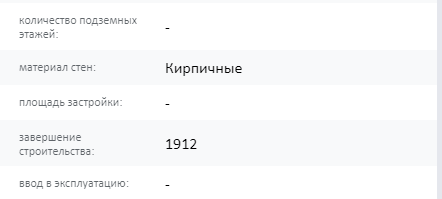 количество подземных
этажей:
-
материал стен:
Кирпичные
площадь застройки:
-
завершение
строительства:
1912
ввод в эксплуатацию:
-